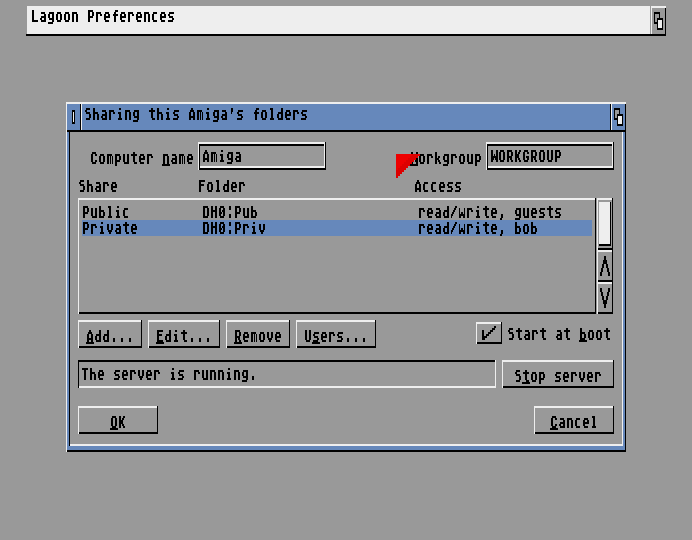 Lagoon Preferences
Sharing this Amiga's folders
Computer name Amiga Workgroup WORKGROUP
Share Folder Access
Public DH0:Pub read/write, guests
Private DH0:Priv read/write, bob
Add... Edit... Remove Users... Start at boot
The server is running. Stop server
OK Cancel